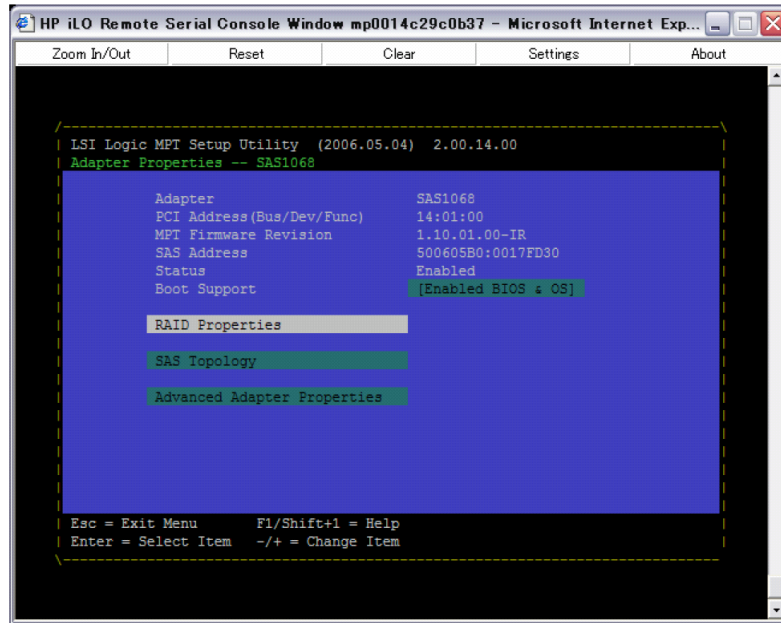 HP iLO Remote Serial Console Window mp0014c29c0b37 - Microsoft Internet Exp...
Zoom In/Out Reset Clear Settings About
LSI Logic MPT Setup Utility (2006.05.04) 2.00.14.00
Adapter Properties -- SAS1068
Adapter SAS1068
PCI Address(Bus/Dev/Func) 14:01:00
MPT Firmware Revision 1.10.01.00-IR
SAS Address 500605B0:0017FD30
Status Enabled
Boot Support [Enabled BIOS & OS]
RAID Properties
SAS Topology
Advanced Adapter Properties
Esc = Exit Menu F1/Shift+1 = Help
Enter = Select Item -/+ = Change Item